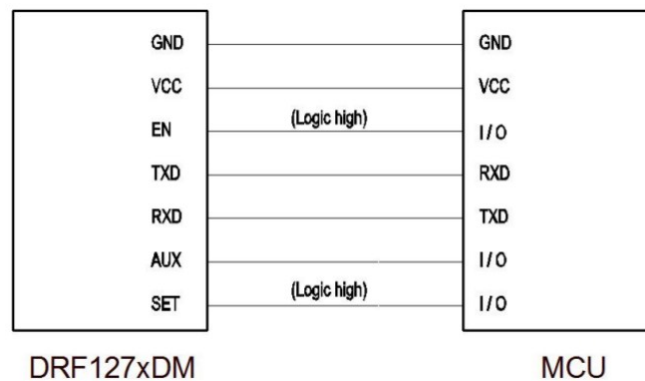 GND GND
VCC VCC
EN (Logic high) I/O
TXD RXD
RXD TXD
AUX I/O
SET (Logic high) I/O
DRF127xDM MCU